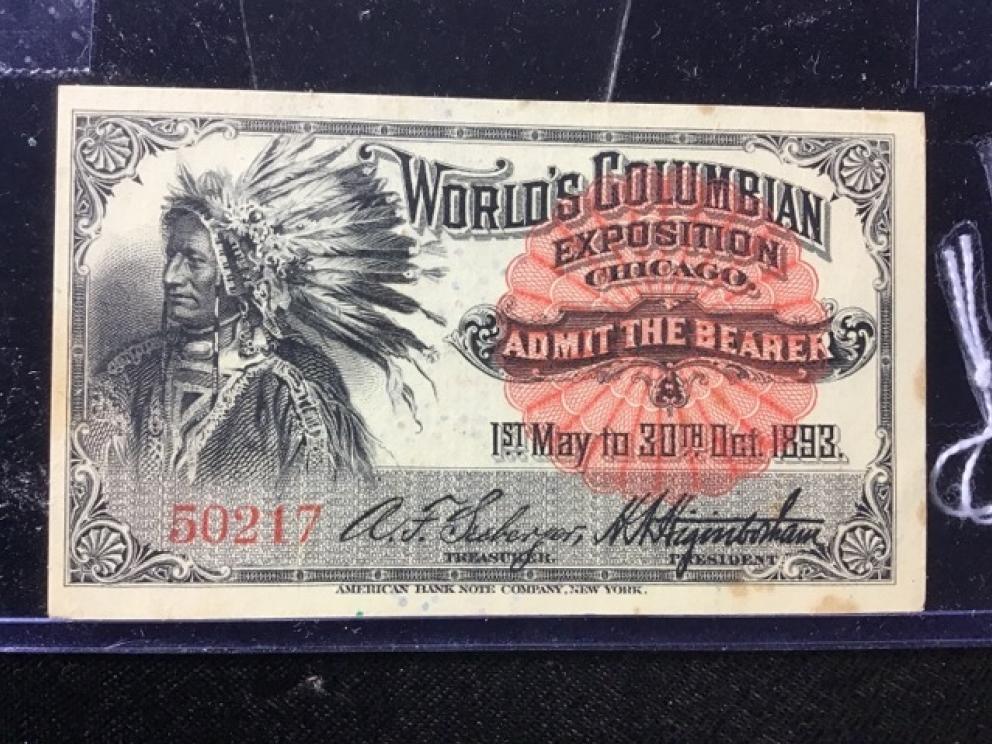 WORLD'S COLUMBIAN
EXPOSITION
CHICAGO,
ADMIT THE BEARER
1ST May to 30TH Oct. 1893.
50217
A. F. Seeberger,
TREASURER.
H. N. Higinbotham
PRESIDENT
AMERICAN BANK NOTE COMPANY, NEW YORK.